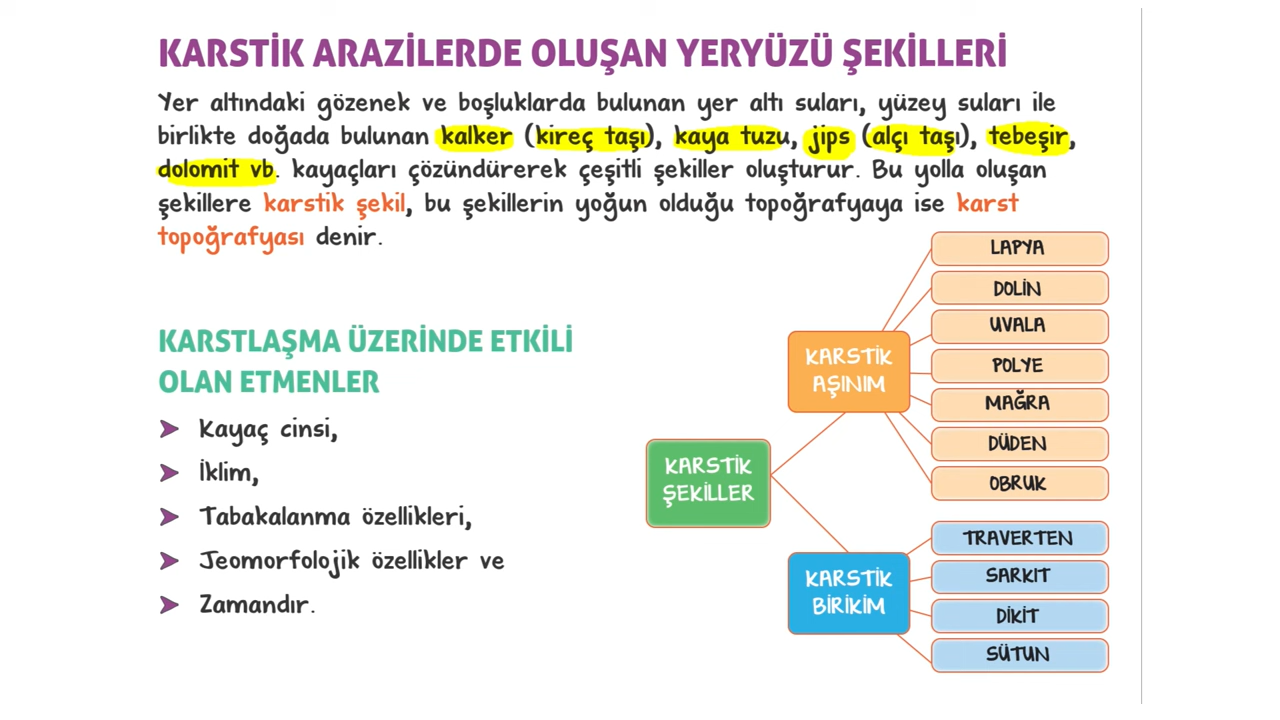 KARSTİK ARAZİLERDE OLUŞAN YERYÜZÜ ŞEKİLLERİ
Yer altındaki gözenek ve boşluklarda bulunan yer altı suları, yüzey suları ile
birlikte doğada bulunan kalker (kireç taşı), kaya tuzu, jips (alçı taşı), tebeşir,
dolomit vb. kayaçları çözündürerek çeşitli şekiller oluşturur. Bu yolla oluşan
şekillere karstik şekil, bu şekillerin yoğun olduğu topoğrafyaya ise karst
topoğrafyası denir.
KARSTLAŞMA ÜZERİNDE ETKİLİ
OLAN ETMENLER
➤ Kayaç cinsi,
➤ İklim,
➤ Tabakalanma özellikleri,
➤ Jeomorfolojik özellikler ve
➤ Zamandır.
KARSTİK
ŞEKİLLER
KARSTİK
AŞINIM
LAPYA
DOLİN
UVALA
POLYE
MAĞRA
DÜDEN
OBRUK
KARSTİK
BİRİKİM
TRAVERTEN
SARKIT
DİKİT
SÜTUN